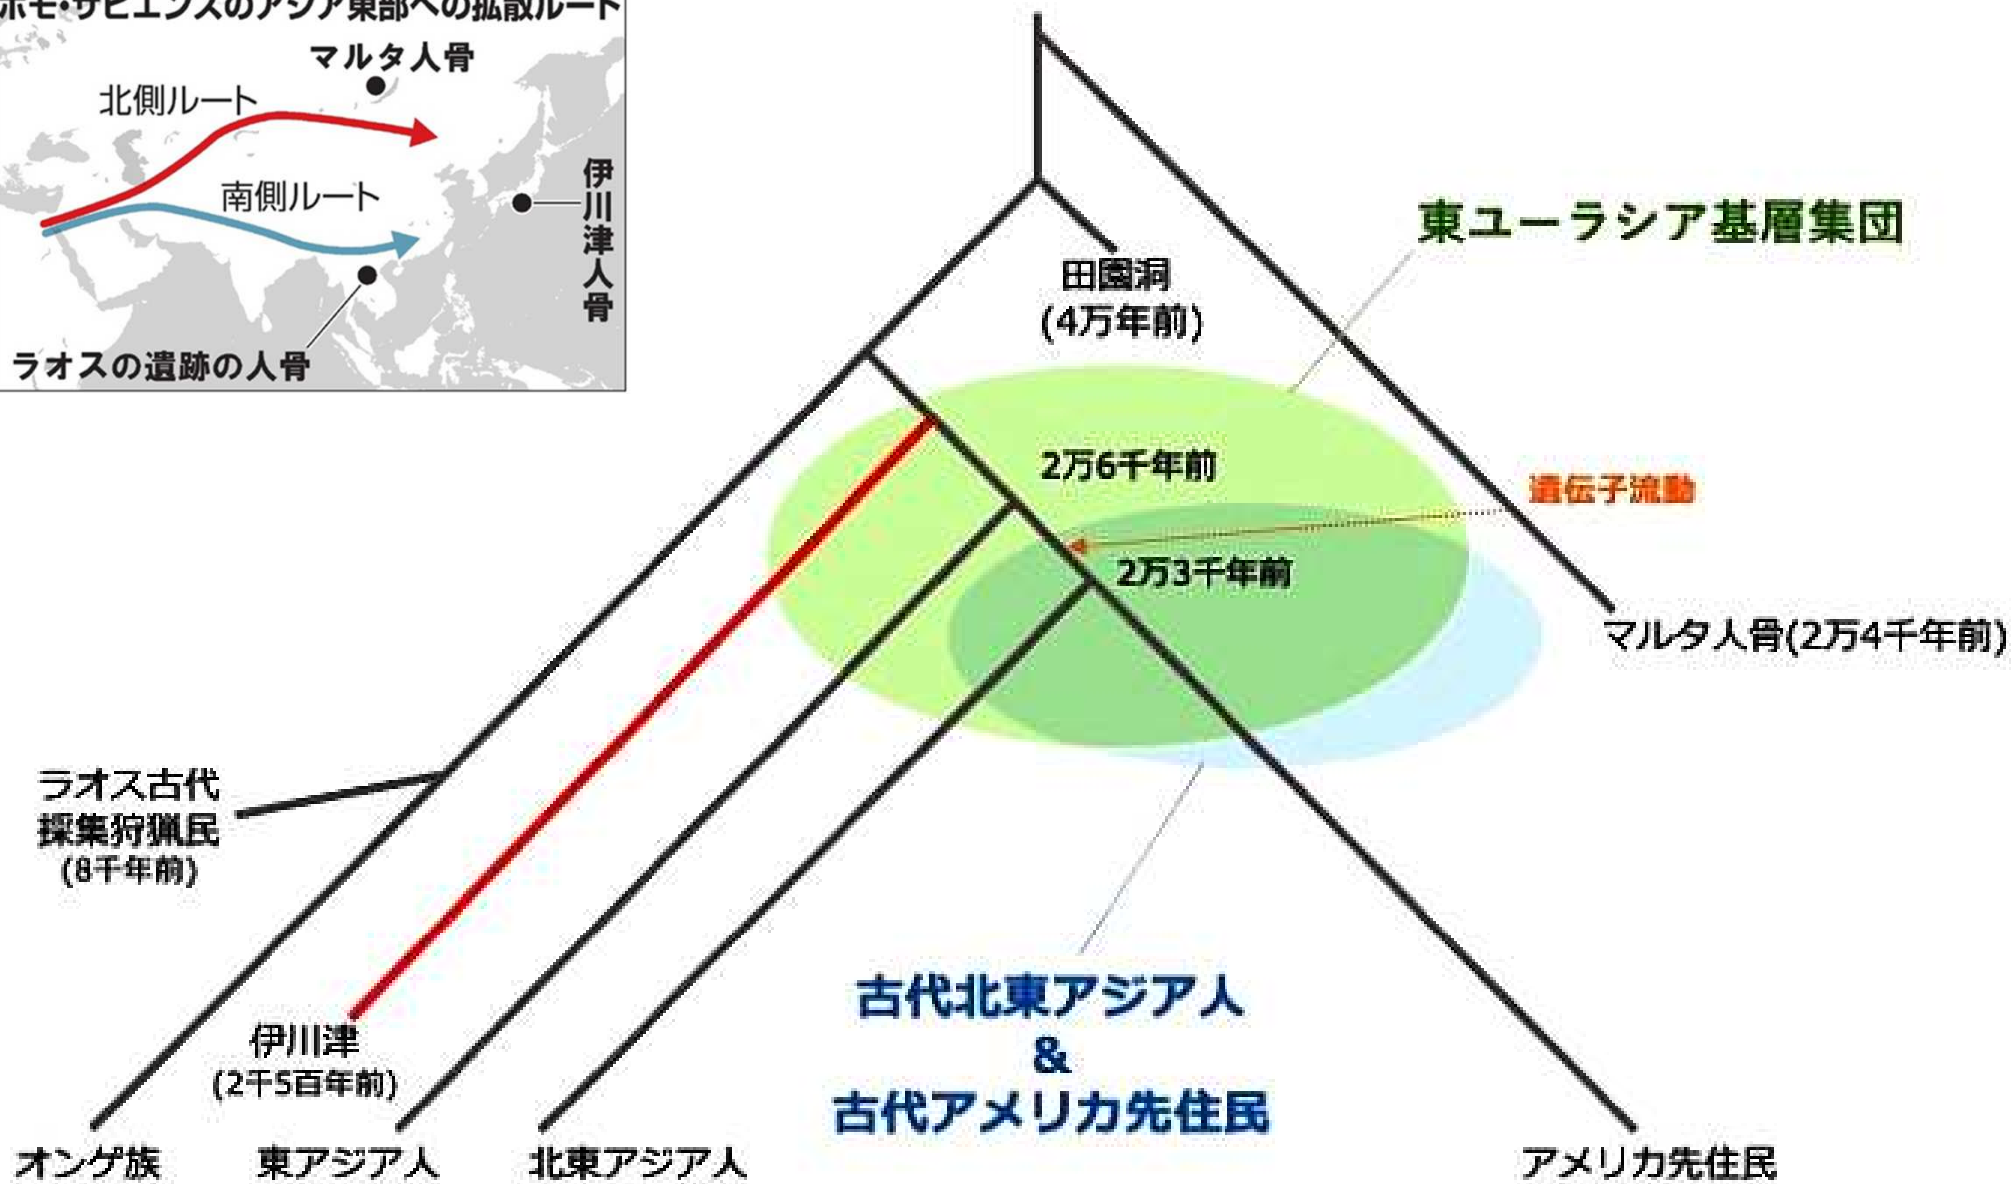 ホモ・サピエンスのアジア東部への拡散ルート
マルタ人骨
北側ルート
南側ルート
伊川津人骨
ラオスの遺跡の人骨
東ユーラシア基層集団
田園洞
(4万年前)
2万6千年前
遺伝子流動
2万3千年前
マルタ人骨(2万4千年前)
ラオス古代
採集狩猟民
(8千年前)
古代北東アジア人
&
古代アメリカ先住民
伊川津
(2千5百年前)
オンゲ族
東アジア人
北東アジア人
アメリカ先住民